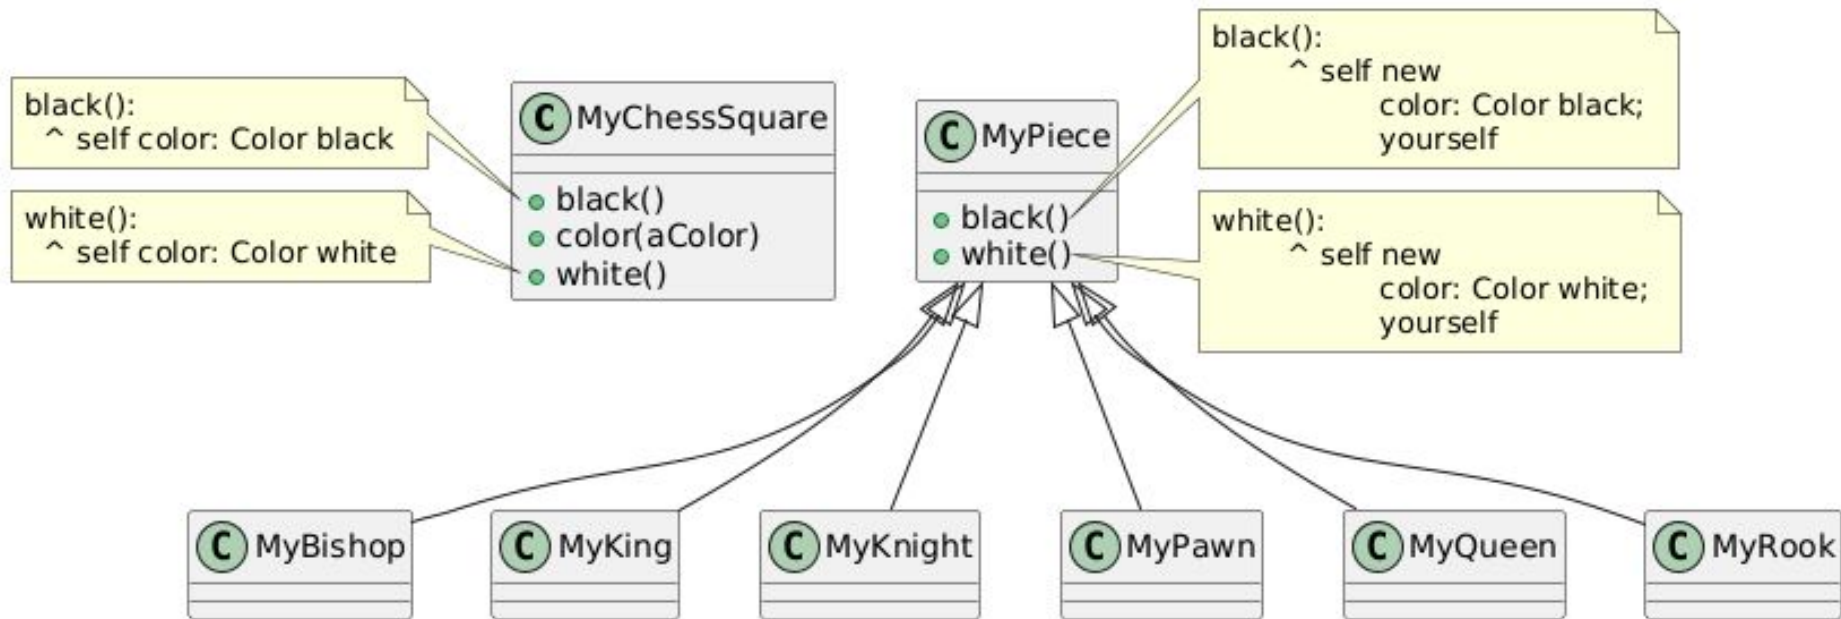 black():
^ self color: Color black
white():
^ self color: Color white
C MyChessSquare
black()
color(aColor)
white()
C MyPiece
black()
white()
black():
^ self new
color: Color black;
yourself
white():
^ self new
color: Color white;
yourself
C MyBishop
C MyKing
C MyKnight
C MyPawn
C MyQueen
C MyRook